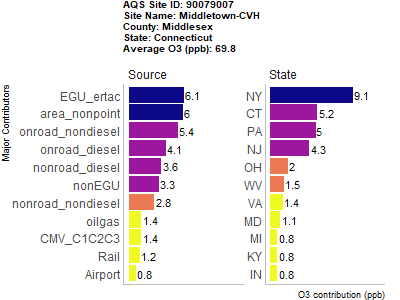 AQS Site ID: 90079007
Site Name: Middletown-CVH
County: Middlesex
State: Connecticut
Average O3 (ppb): 69.8
Major Contributors
Source
EGU_ertac 6.1
area_nonpoint 6
onroad_nondiesel 5.4
onroad_diesel 4.1
nonroad_diesel 3.6
nonEGU 3.3
nonroad_nondiesel 2.8
oilgas 1.4
CMV_C1C2C3 1.4
Rail 1.2
Airport 0.8
State
NY 9.1
CT 5.2
PA 5
NJ 4.3
OH 2
WV 1.5
VA 1.4
MD 1.1
MI 0.8
KY 0.8
IN 0.8
O3 contribution (ppb)